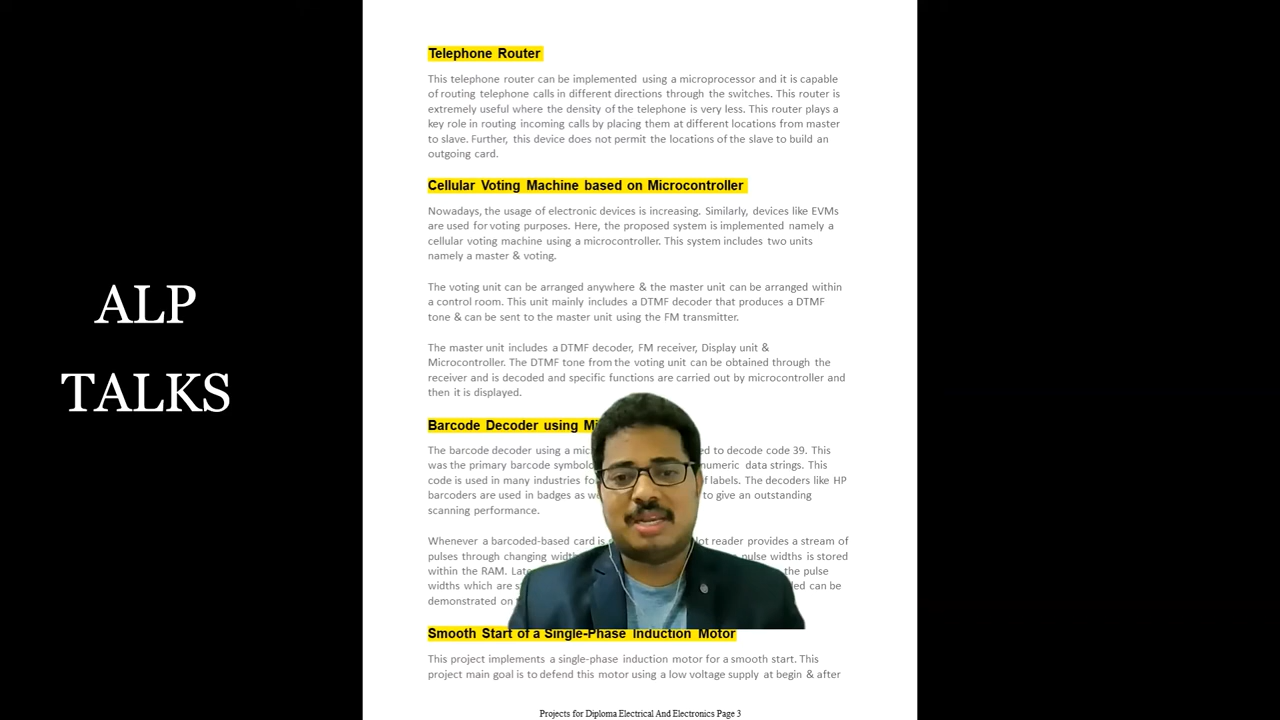 ALP
TALKS
Telephone Router
This telephone router can be implemented using a microprocessor and it is capable
of routing telephone calls in different directions through the switches. This router is
extremely useful where the density of the telephone is very less. This router plays a
key role in routing incoming calls by placing them at different locations from master
to slave. Further, this device does not permit the locations of the slave to build an
outgoing card.
Cellular Voting Machine based on Microcontroller
Nowadays, the usage of electronic devices is increasing. Similarly, devices like EVMs
are used for voting purposes. Here, the proposed system is implemented namely a
cellular voting machine using a microcontroller. This system includes two units
namely a master & voting.
The voting unit can be arranged anywhere & the master unit can be arranged within
a control room. This unit mainly includes a DTMF decoder that produces a DTMF
tone & can be sent to the master unit using the FM transmitter.
The master unit includes a DTMF decoder, FM receiver, Display unit &
Microcontroller. The DTMF tone from the voting unit can be obtained through the
receiver and is decoded and specific functions are carried out by microcontroller and
then it is displayed.
Barcode Decoder using
The barcode decoder using a to decode code 39. This
was the primary barcode numeric data strings. This
code is used in many industries of labels. The decoders like HP
barcoders are used in badges as to give an outstanding
scanning performance.
Whenever a barcoded-based card is reader provides a stream of
pulses through changing pulse widths is stored
within the RAM. the pulse
widths which are can be
demonstrated on
Smooth Start of a Single-Phase Induction Motor
This project implements a single-phase induction motor for a smooth start. This
project main goal is to defend this motor using a low voltage supply at begin & after
Projects for Diploma Electrical And Electronics Page 3